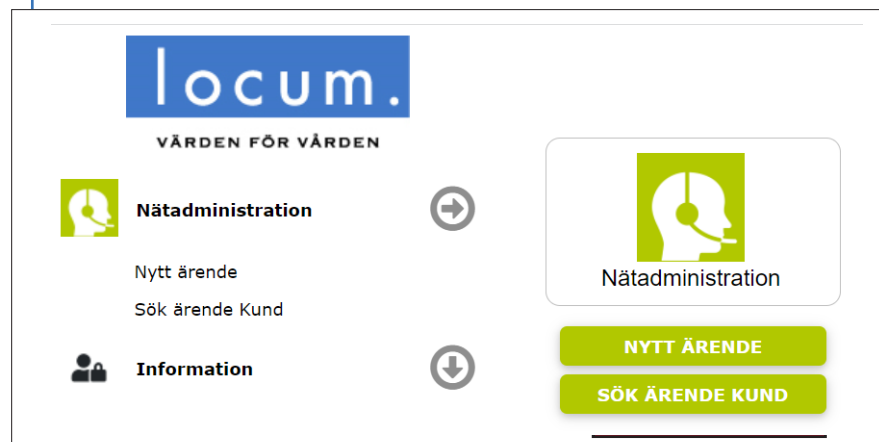 locum.
VÄRDEN FÖR VÅRDEN
Nätadministration
Nytt ärende
Sök ärende Kund
Information
Nätadministration
NYTT ÄRENDE
SÖK ÄRENDE KUND